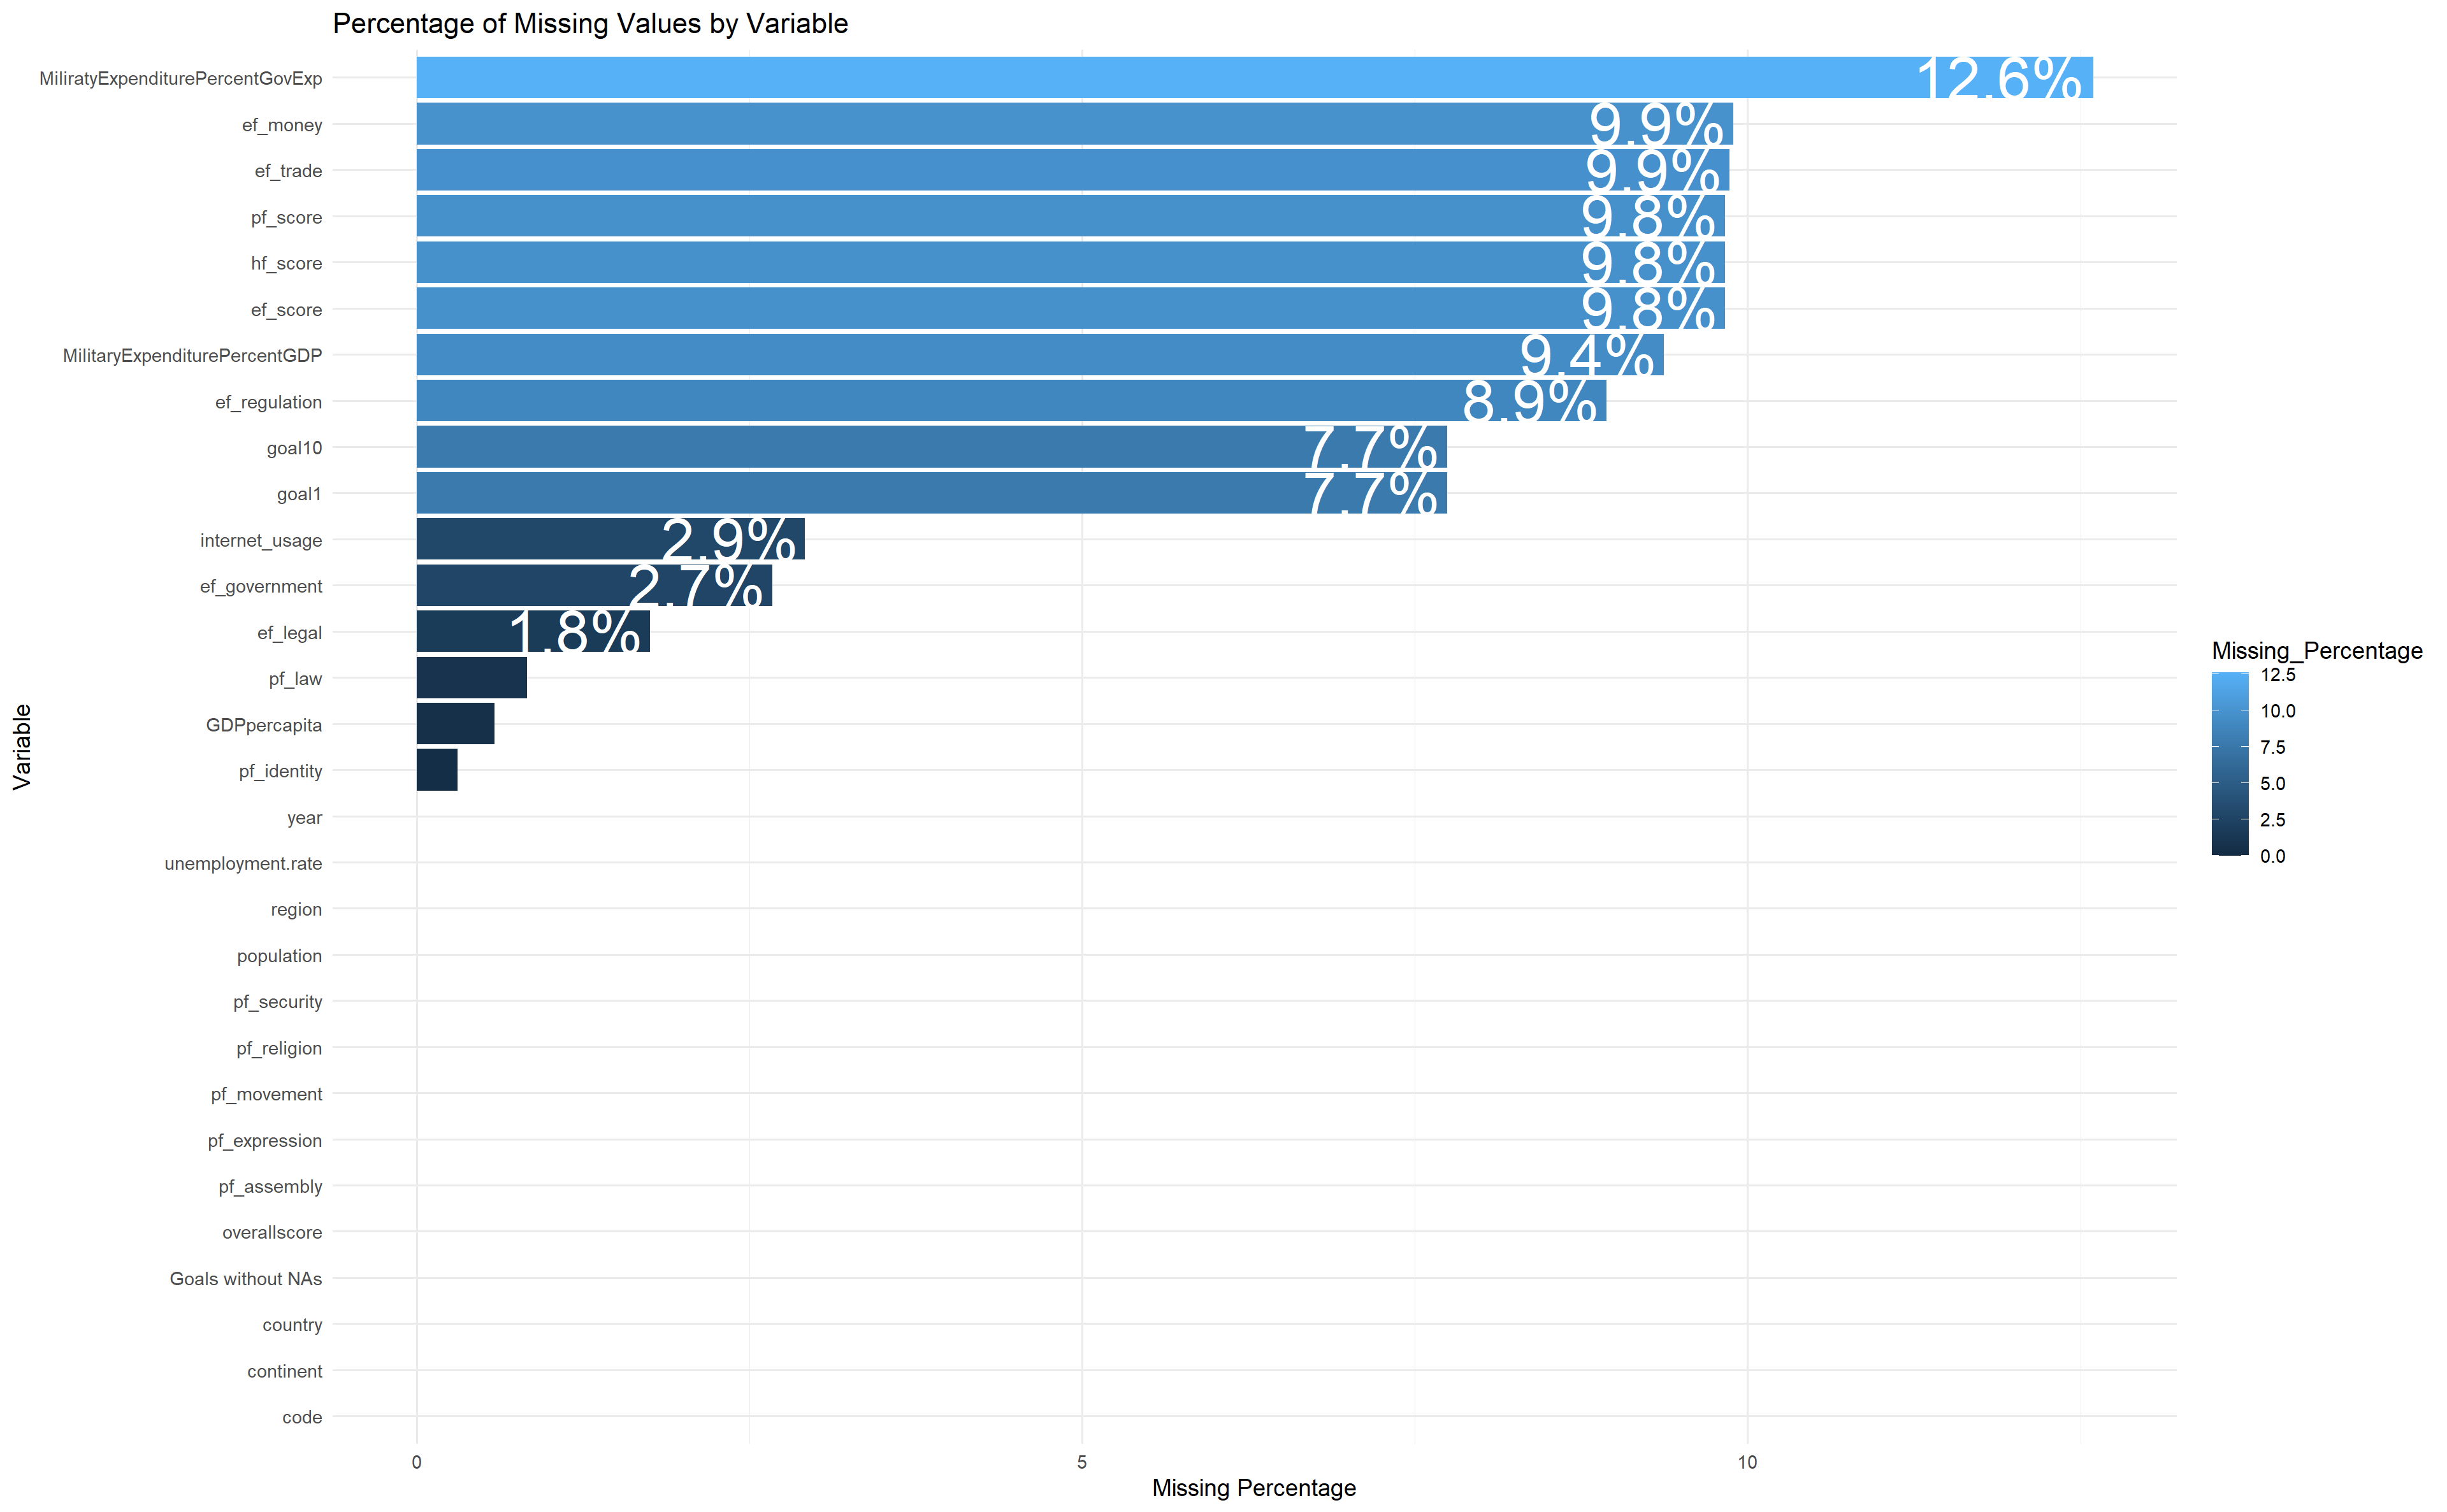 Percentage of Missing Values by Variable
MiliratyExpenditurePercentGovExp 12.6%
ef_money 9.9%
ef_trade 9.9%
pf_score 9.8%
hf_score 9.8%
ef_score 9.8%
MilitaryExpenditurePercentGDP 9.4%
ef_regulation 8.9%
goal10 7.7%
goal1 7.7%
internet_usage 2.9%
ef_government 2.7%
ef_legal 1.8%
pf_law
GDPpercapita
pf_identity
year
unemployment.rate
region
population
pf_security
pf_religion
pf_movement
pf_expression
pf_assembly
overallscore
Goals without NAs
country
continent
code
Variable
0 5 10
Missing Percentage
Missing_Percentage
12.5
10.0
7.5
5.0
2.5
0.0